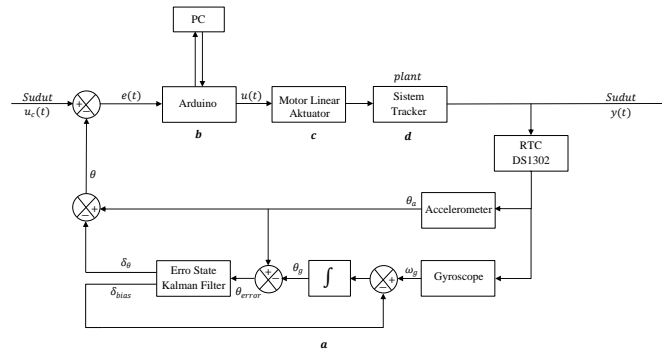 PC
Sudut
u_c(t)
e(t)
Arduino
b
u(t)
Motor Linear
Aktuator
c
plant
Sistem
Tracker
d
Sudut
y(t)
RTC
DS1302
θ
θ_a
Accelerometer
δ_θ
δ_bias
Erro State
Kalman Filter
θ_error
θ_g
∫
ω_g
Gyroscope
a